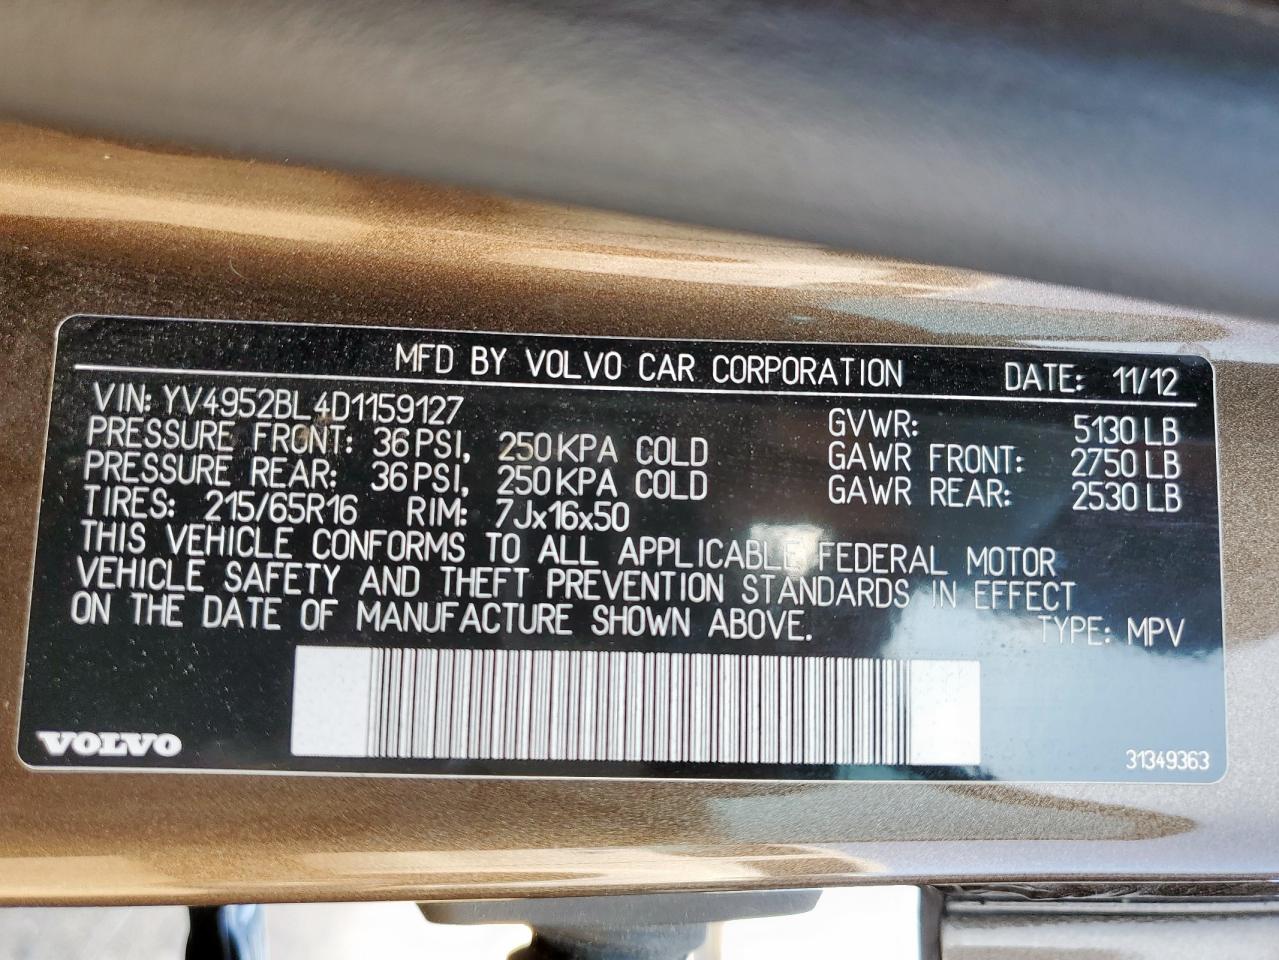 MFD BY VOLVO CAR CORPORATION DATE: 11/12
VIN: YV4952BL4D1159127 GVWR: 5130 LB
PRESSURE FRONT: 36 PSI, 250 KPA COLD GAWR FRONT: 2750 LB
PRESSURE REAR: 36 PSI, 250 KPA COLD GAWR REAR: 2530 LB
TIRES: 215/65R16 RIM: 7Jx16x50
THIS VEHICLE CONFORMS TO ALL APPLICABLE FEDERAL MOTOR
VEHICLE SAFETY AND THEFT PREVENTION STANDARDS IN EFFECT
ON THE DATE OF MANUFACTURE SHOWN ABOVE. TYPE: MPV
VOLVO 31349363